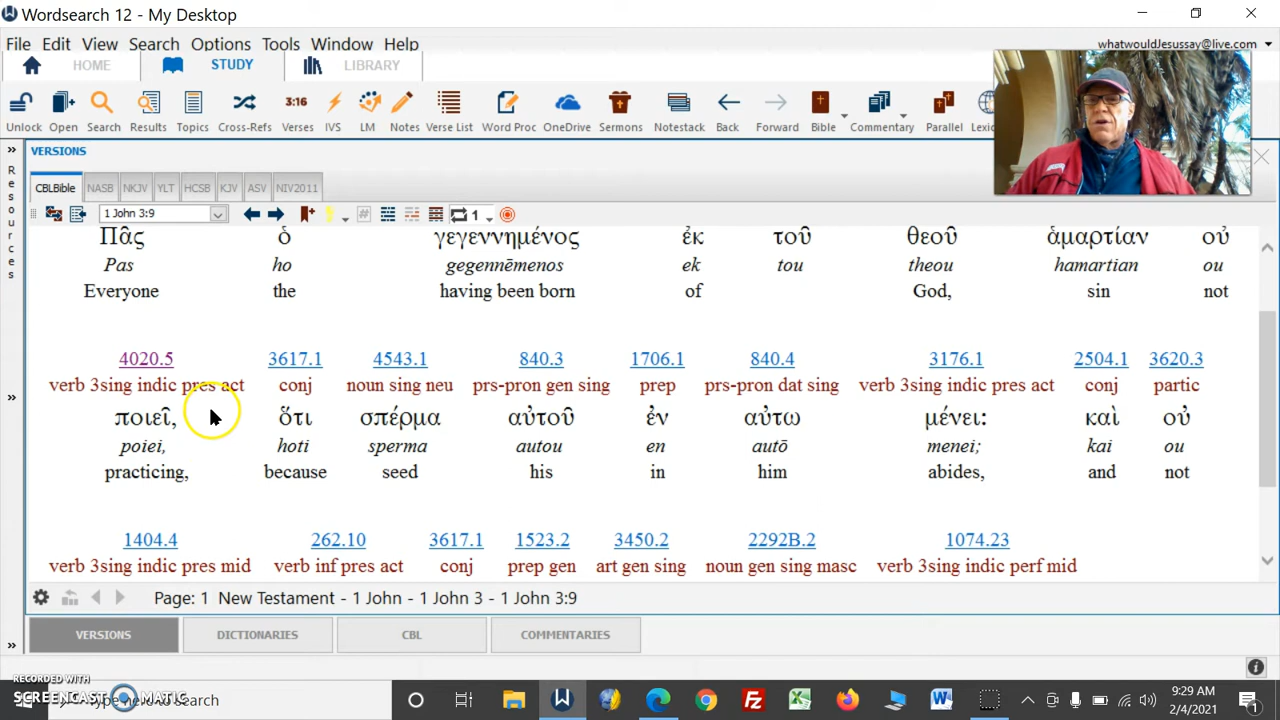 Wordsearch 12 - My Desktop
File Edit View Search Options Tools Window Help
whatwouldJesussay@live.com
HOME STUDY LIBRARY
3:16
Unlock Open Search Results Topics Cross-Refs Verses IVS LM Notes Verse List Word Proc OneDrive Sermons Notestack Back Forward Bible Commentary Parallel
VERSIONS
Resources
CBLBible NASB NKJV YLT HCSB KJV ASV NIV2011
1 John 3:9 # 1
Πᾶς ὁ γεγεννημένος ἐκ τοῦ θεοῦ ἁμαρτίαν οὐ
Pas ho gegennēmenos ek tou theou hamartian ou
Everyone the having been born of God, sin not
4020.5 3617.1 4543.1 840.3 1706.1 840.4 3176.1 2504.1 3620.3
verb 3sing indic pres act conj noun sing neu prs-pron gen sing prep prs-pron dat sing verb 3sing indic pres act conj partic
ποιεῖ, ὅτι σπέρμα αὐτοῦ ἐν αὐτω μένει: καὶ οὐ
poiei, hoti sperma autou en autō menei; kai ou
practicing, because seed his in him abides, and not
1404.4 262.10 3617.1 1523.2 3450.2 2292B.2 1074.23
verb 3sing indic pres mid verb inf pres act conj prep gen art gen sing noun gen sing masc verb 3sing indic perf mid
Page: 1 New Testament - 1 John - 1 John 3 - 1 John 3:9
VERSIONS DICTIONARIES CBL COMMENTARIES
RECORDED WITH
SCREENCAST MATIC
Type here to search
9:29 AM
2/4/2021